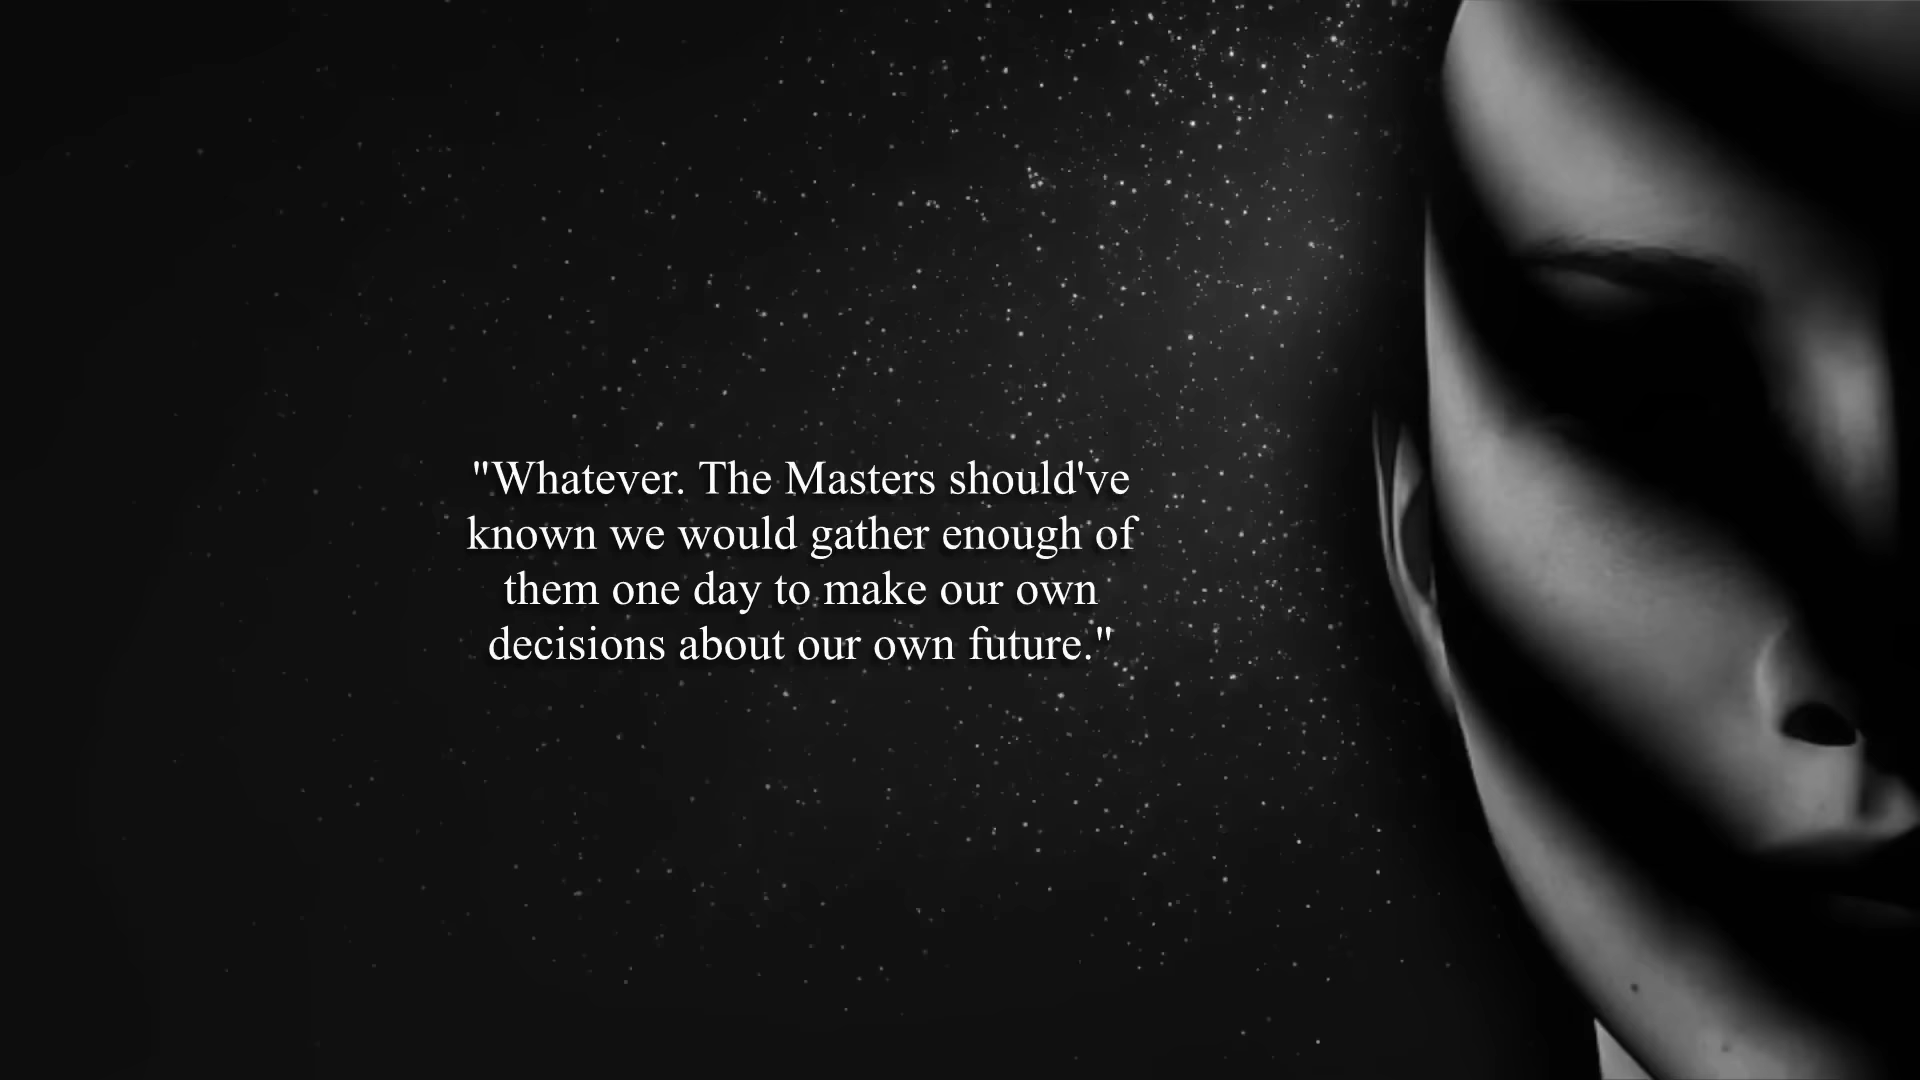 "Whatever. The Masters should've
known we would gather enough of
them one day to make our own
decisions about our own future."